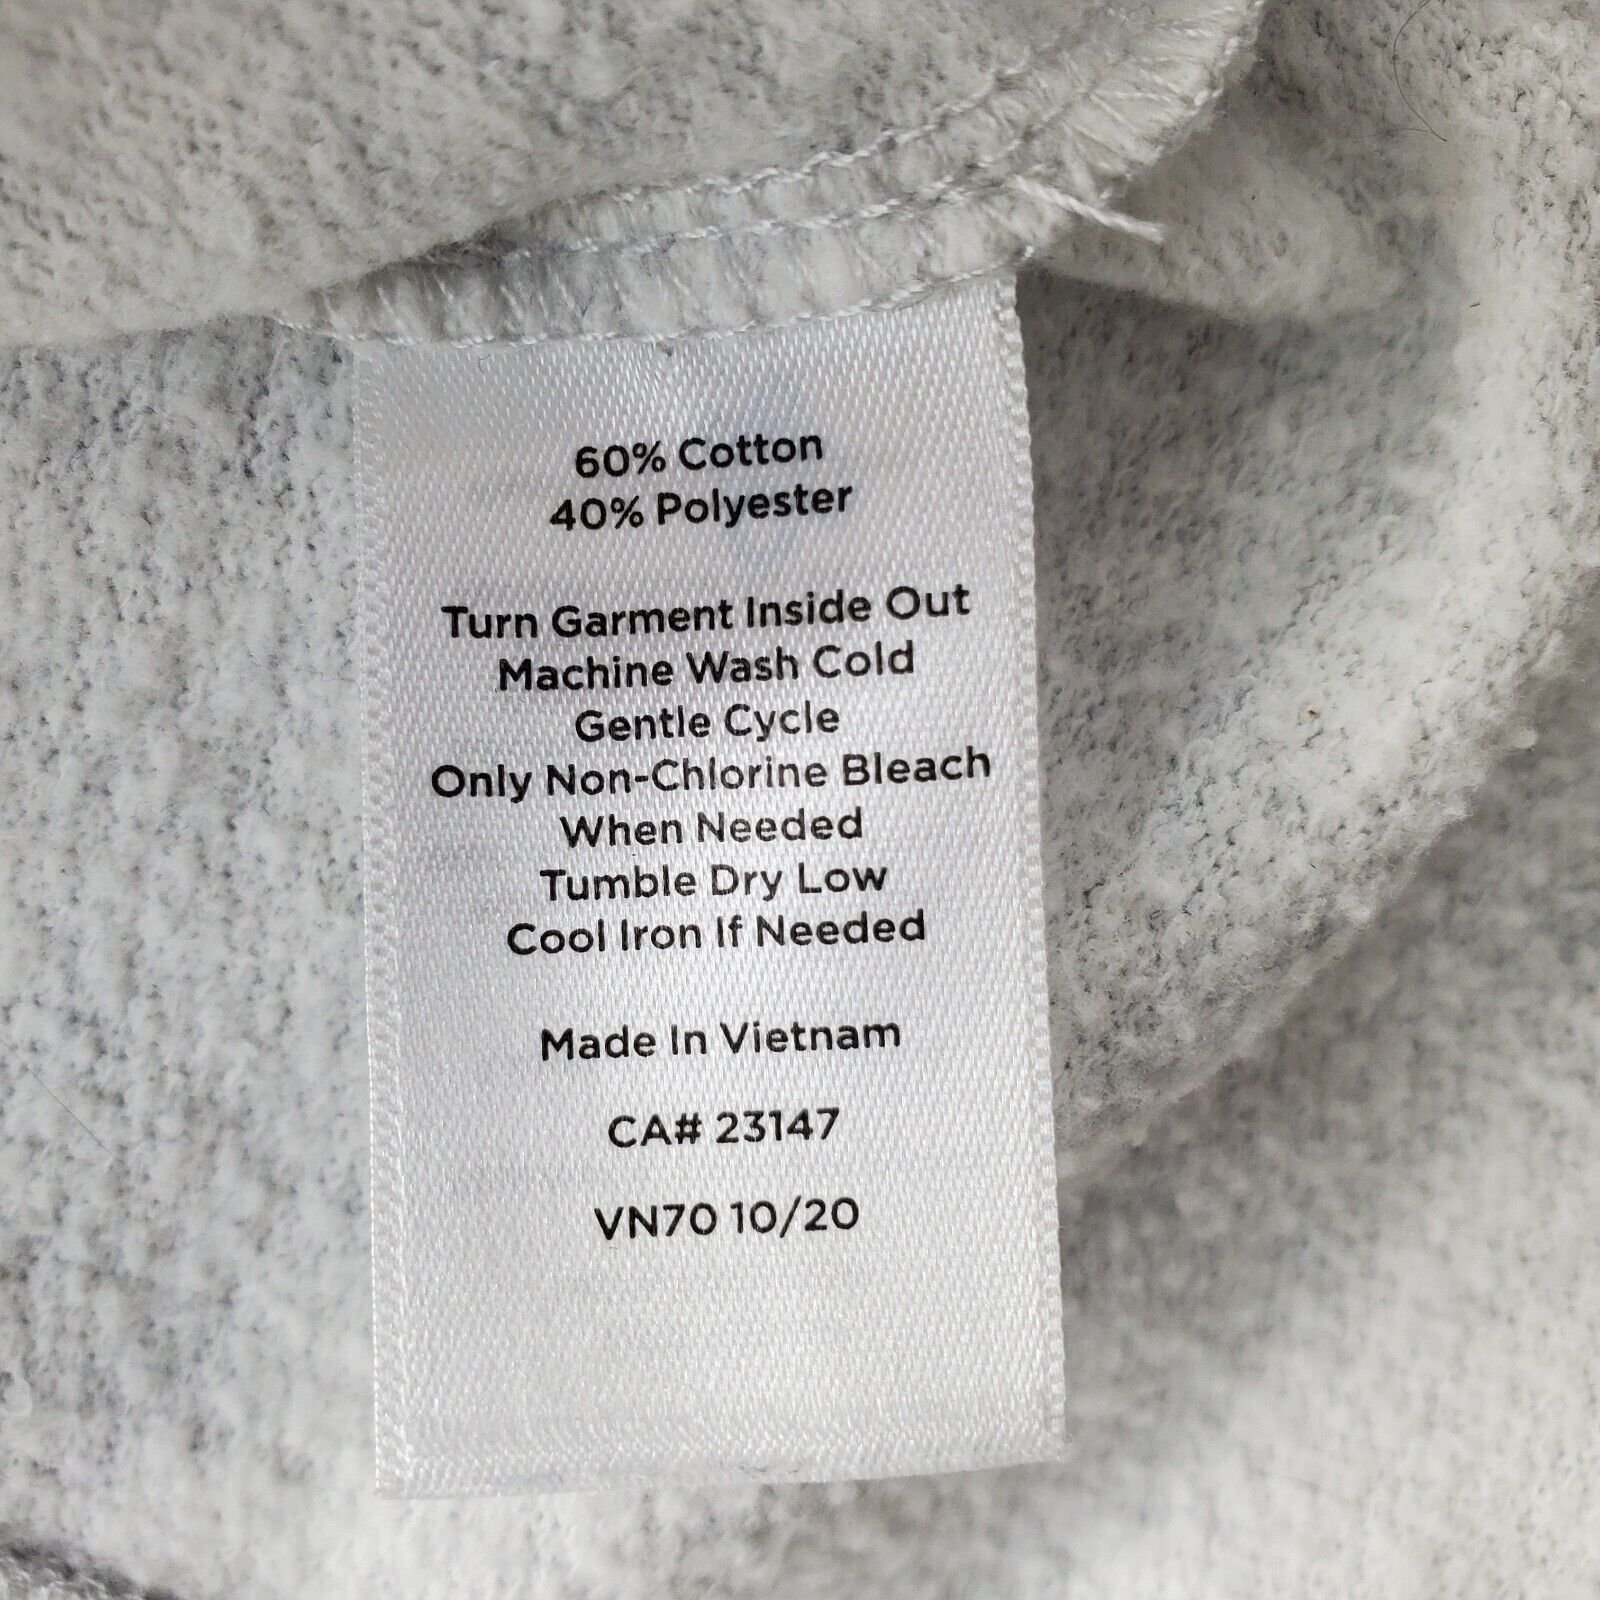 60% Cotton
40% Polyester
Turn Garment Inside Out
Machine Wash Cold
Gentle Cycle
Only Non-Chlorine Bleach
When Needed
Tumble Dry Low
Cool Iron If Needed
Made In Vietnam
CA# 23147
VN70 10/20